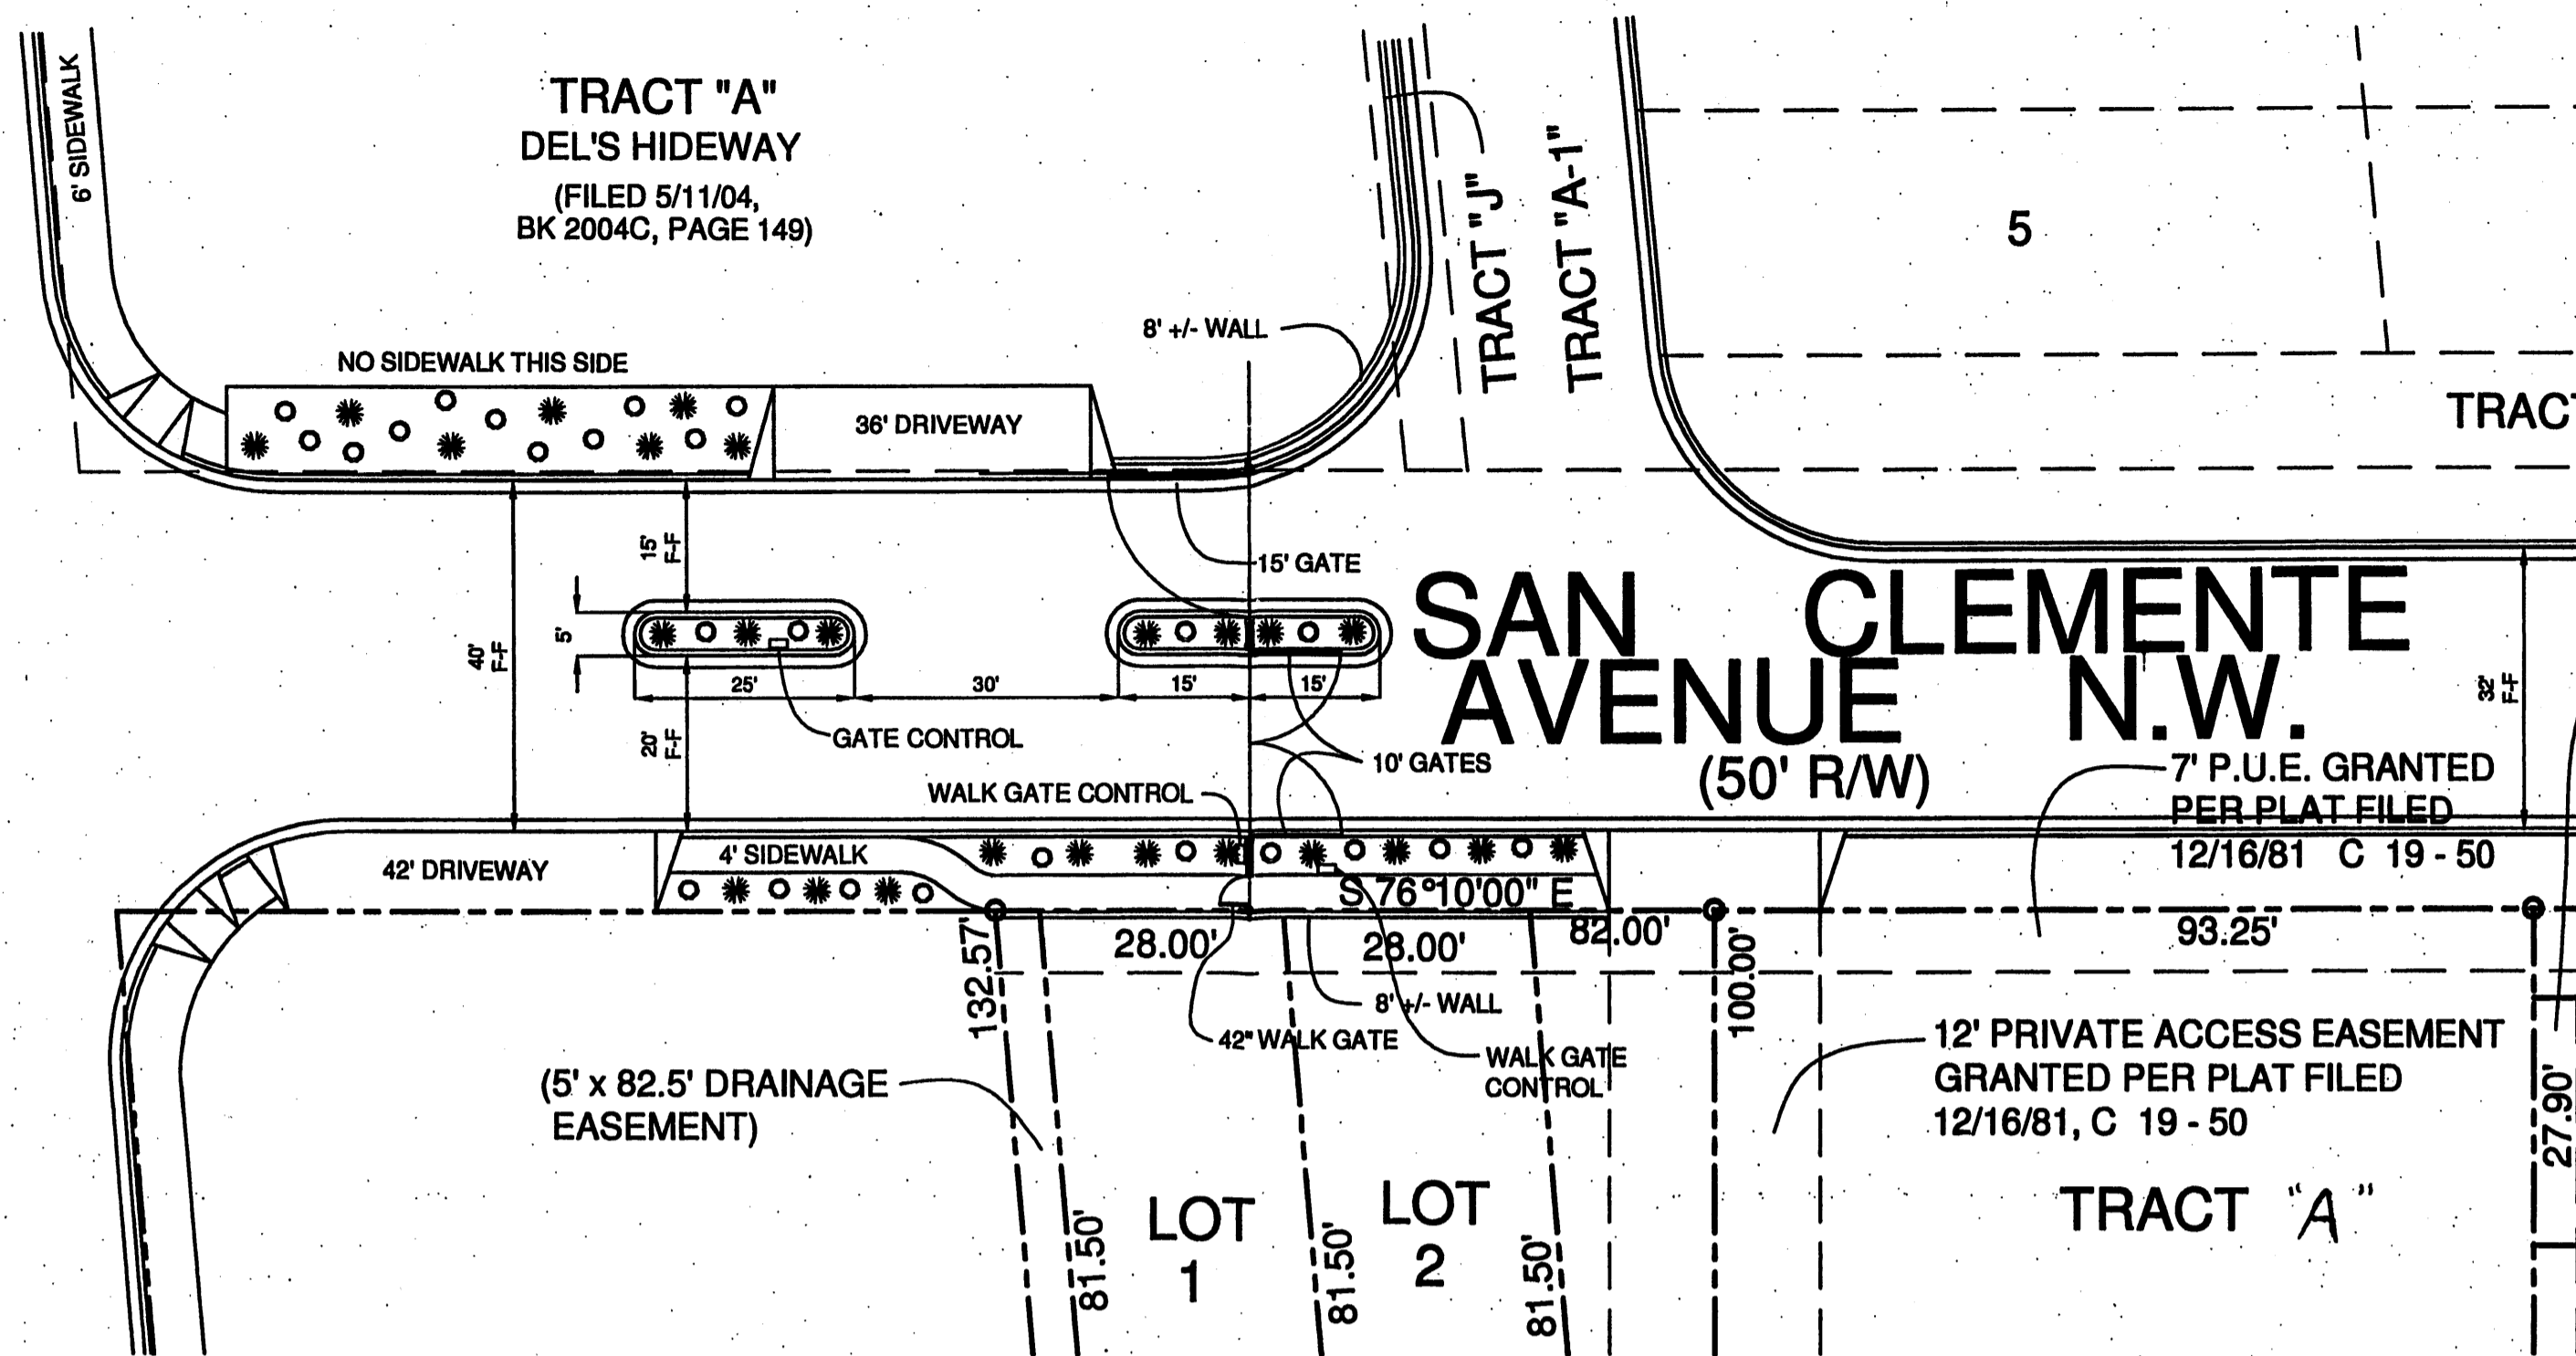 6' SIDEWALK
TRACT "A"
DEL'S HIDEWAY
(FILED 5/11/04,
BK 2004C, PAGE 149)
NO SIDEWALK THIS SIDE
36' DRIVEWAY
8' +/- WALL
TRACT "J"
TRACT "A-1"
5
TRACT
15'
F-F
40'
F-F
5'
20'
F-F
25'
30'
15'
15'
15' GATE
GATE CONTROL
10' GATES
WALK GATE CONTROL
SAN CLEMENTE
AVENUE N.W.
(50' R/W)
32'
F-F
7' P.U.E. GRANTED
PER PLAT FILED
12/16/81 C 19 - 50
42' DRIVEWAY
4' SIDEWALK
S 76°10'00" E
28.00'
28.00'
82.00'
93.25'
132.57'
100.00'
8' +/- WALL
42" WALK GATE
WALK GATE
CONTROL
(5' x 82.5' DRAINAGE
EASEMENT)
12' PRIVATE ACCESS EASEMENT
GRANTED PER PLAT FILED
12/16/81, C 19 - 50
27.90'
81.50'
LOT
1
81.50'
LOT
2
81.50'
TRACT "A"